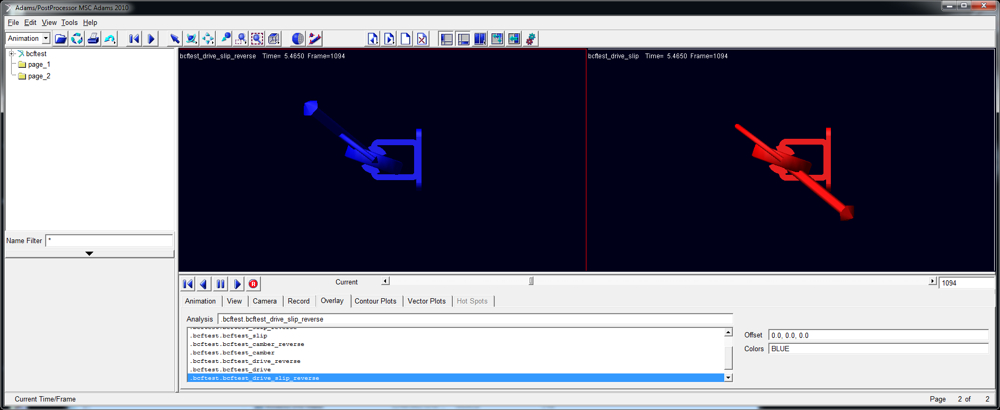 Adams/PostProcessor MSC Adams 2010
File Edit View Tools Help
Animation
bcftest
page_1
page_2
Name Filter *
bcftest_drive_slip_reverse Time= 5.4650 Frame=1094
bcftest_drive_slip Time= 5.4650 Frame=1094
Current
1094
R
Animation View Camera Record Overlay Contour Plots Vector Plots Hot Spots
Analysis .bcftest.bcftest_drive_slip_reverse
.bcftest.bcftest_slip_reverse
.bcftest.bcftest_slip
.bcftest.bcftest_camber_reverse
.bcftest.bcftest_camber
.bcftest.bcftest_drive_reverse
.bcftest.bcftest_drive
.bcftest.bcftest_drive_slip_reverse
Offset 0.0, 0.0, 0.0
Colors BLUE
Current Time/Frame
Page 2 of 2